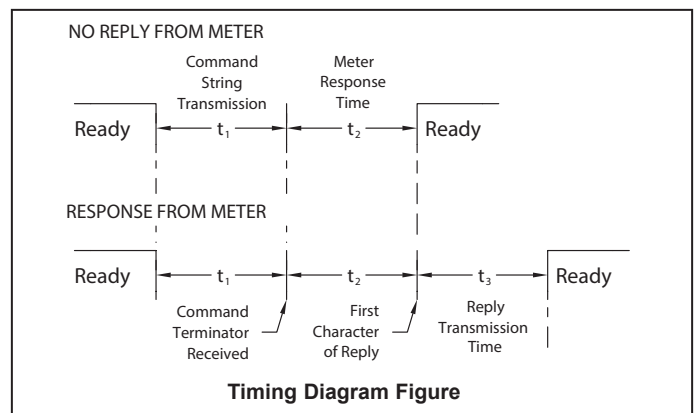 NO REPLY FROM METER
Command
String
Transmission
Meter
Response
Time
Ready
t₁
t₂
Ready
RESPONSE FROM METER
Ready
t₁
t₂
t₃
Ready
Command
Terminator
Received
First
Character
of Reply
Reply
Transmission
Time
Timing Diagram Figure